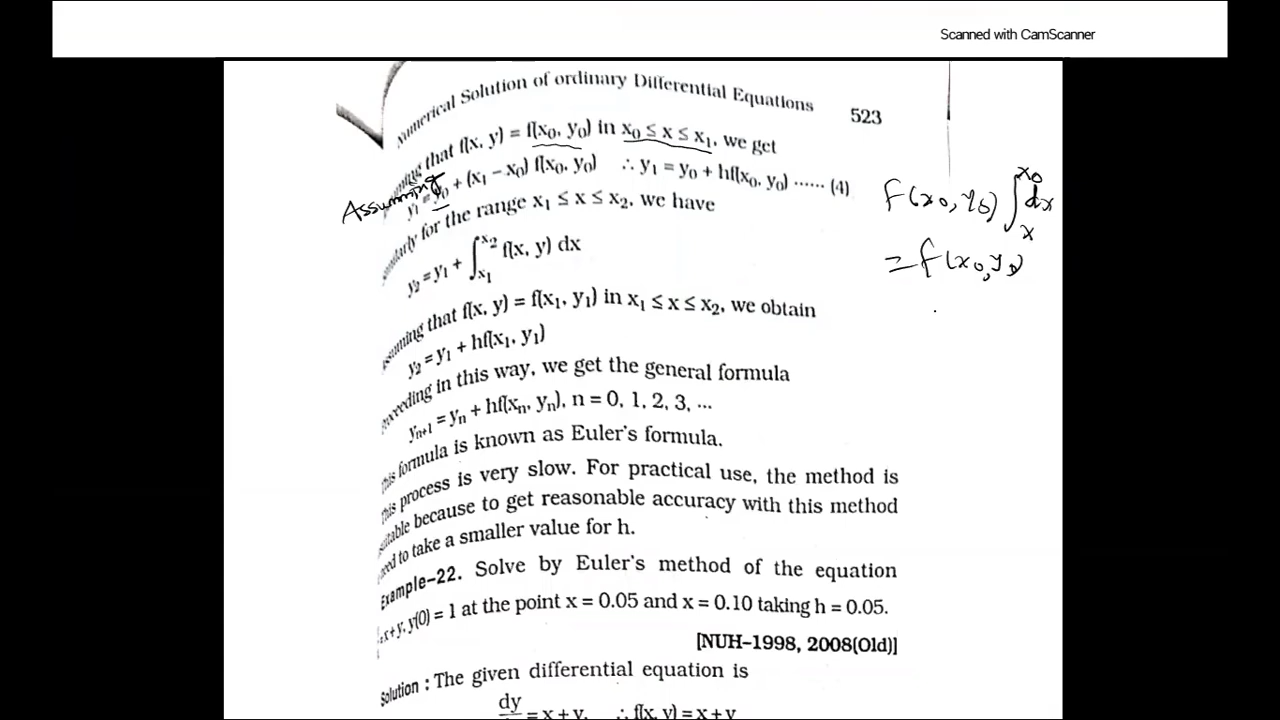 Scanned with CamScanner
Numerical Solution of ordinary Differential Equations 523
that f(x, y) = f(x₀, y₀) in x₀ ≤ x ≤ x₁, we get
Assuming
y₁ = y₀ + (x₁ − x₀) f(x₀, y₀) ∴ y₁ = y₀ + hf(x₀, y₀) ...... (4)
for the range x₁ ≤ x ≤ x₂, we have
y₂ = y₁ + ∫x₁^x₂ f(x, y) dx
that f(x, y) = f(x₁, y₁) in x₁ ≤ x ≤ x₂, we obtain
y₂ = y₁ + hf(x₁, y₁)
in this way, we get the general formula
yₙ₊₁ = yₙ + hf(xₙ, yₙ), n = 0, 1, 2, 3, ...
This formula is known as Euler's formula.
This process is very slow. For practical use, the method is
because to get reasonable accuracy with this method
to take a smaller value for h.
Example–22. Solve by Euler's method of the equation
x+y, y(0) = 1 at the point x = 0.05 and x = 0.10 taking h = 0.05.
[NUH–1998, 2008(Old)]
Solution : The given differential equation is
dy
= x + y, ∴ f(x, y) = x + y
f(x₀, y₀) ∫x^x₀ dx
= f(x₀, y₀)